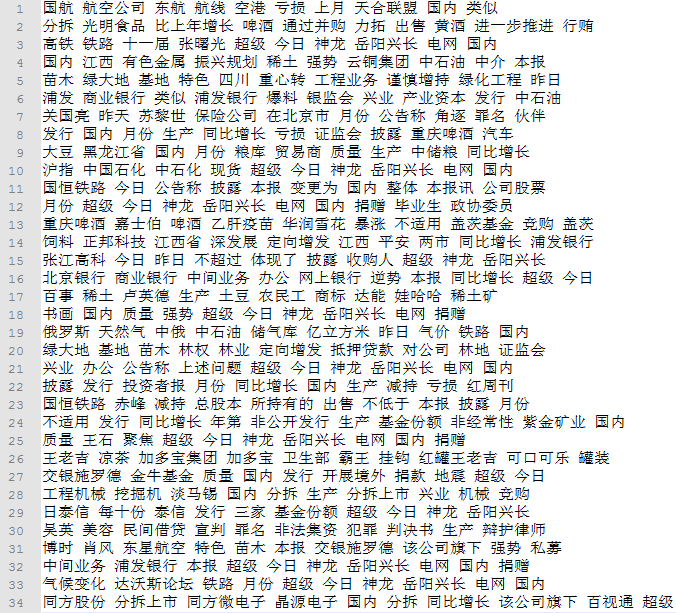 1 国航 航空公司 东航 航线 空港 亏损 上月 天合联盟 国内 类似
2 分拆 光明食品 比上年增长 啤酒 通过并购 力拓 出售 黄酒 进一步推进 行贿
3 高铁 铁路 十一届 张曙光 超级 今日 神龙 岳阳兴长 电网 国内
4 国内 江西 有色金属 振兴规划 稀土 强势 云铜集团 中石油 中介 本报
5 苗木 绿大地 基地 特色 四川 重心转 工程业务 谨慎增持 绿化工程 昨日
6 浦发 商业银行 类似 浦发银行 爆料 银监会 兴业 产业资本 发行 中石油
7 关国亮 昨天 苏黎世 保险公司 在北京市 月份 公告称 角逐 罪名 伙伴
8 发行 国内 月份 生产 同比增长 亏损 证监会 披露 重庆啤酒 汽车
9 大豆 黑龙江省 国内 月份 粮库 贸易商 质量 生产 中储粮 同比增长
10 沪指 中国石化 中石化 现货 超级 今日 神龙 岳阳兴长 电网 国内
11 国恒铁路 今日 公告称 披露 本报 变更为 国内 整体 本报讯 公司股票
12 月份 超级 今日 神龙 岳阳兴长 电网 国内 捐赠 毕业生 政协委员
13 重庆啤酒 嘉士伯 啤酒 乙肝疫苗 华润雪花 暴涨 不适用 盖茨基金 竞购 盖茨
14 饲料 正邦科技 江西省 深发展 定向增发 江西 平安 两市 同比增长 浦发银行
15 张江高科 今日 昨日 不超过 体现了 披露 收购人 超级 神龙 岳阳兴长
16 北京银行 商业银行 中间业务 办公 网上银行 逆势 本报 同比增长 超级 今日
17 百事 稀土 卢英德 生产 土豆 农民工 商标 达能 娃哈哈 稀土矿
18 书画 国内 质量 强势 超级 今日 神龙 岳阳兴长 电网 捐赠
19 俄罗斯 天然气 中俄 中石油 储气库 亿立方米 昨日 气价 铁路 国内
20 绿大地 基地 苗木 林权 林业 定向增发 抵押贷款 对公司 林地 证监会
21 兴业 办公 公告称 上述问题 超级 今日 神龙 岳阳兴长 电网 国内
22 披露 发行 投资者报 月份 同比增长 国内 生产 减持 亏损 红周刊
23 国恒铁路 赤峰 减持 总股本 所持有的 出售 不低于 本报 披露 月份
24 不适用 发行 同比增长 年第 非公开发行 生产 基金份额 非经常性 紫金矿业 国内
25 质量 王石 聚焦 超级 今日 神龙 岳阳兴长 电网 国内 捐赠
26 王老吉 凉茶 加多宝集团 加多宝 卫生部 霸王 挂钩 红罐王老吉 可口可乐 罐装
27 交银施罗德 金牛基金 质量 国内 发行 开展境外 捐款 地震 超级 今日
28 工程机械 挖掘机 淡马锡 国内 分拆 生产 分拆上市 兴业 机械 竞购
29 日泰信 每十份 泰信 发行 三家 基金份额 超级 今日 神龙 岳阳兴长
30 吴英 美容 民间借贷 宣判 罪名 非法集资 犯罪 判决书 生产 辩护律师
31 博时 肖风 东星航空 特色 苗木 本报 交银施罗德 该公司旗下 强势 私募
32 中间业务 浦发银行 本报 超级 今日 神龙 岳阳兴长 电网 国内 捐赠
33 气候变化 达沃斯论坛 铁路 月份 超级 今日 神龙 岳阳兴长 电网 国内
34 同方股份 分拆上市 同方微电子 晶源电子 国内 分拆 同比增长 该公司旗下 百视通 超级